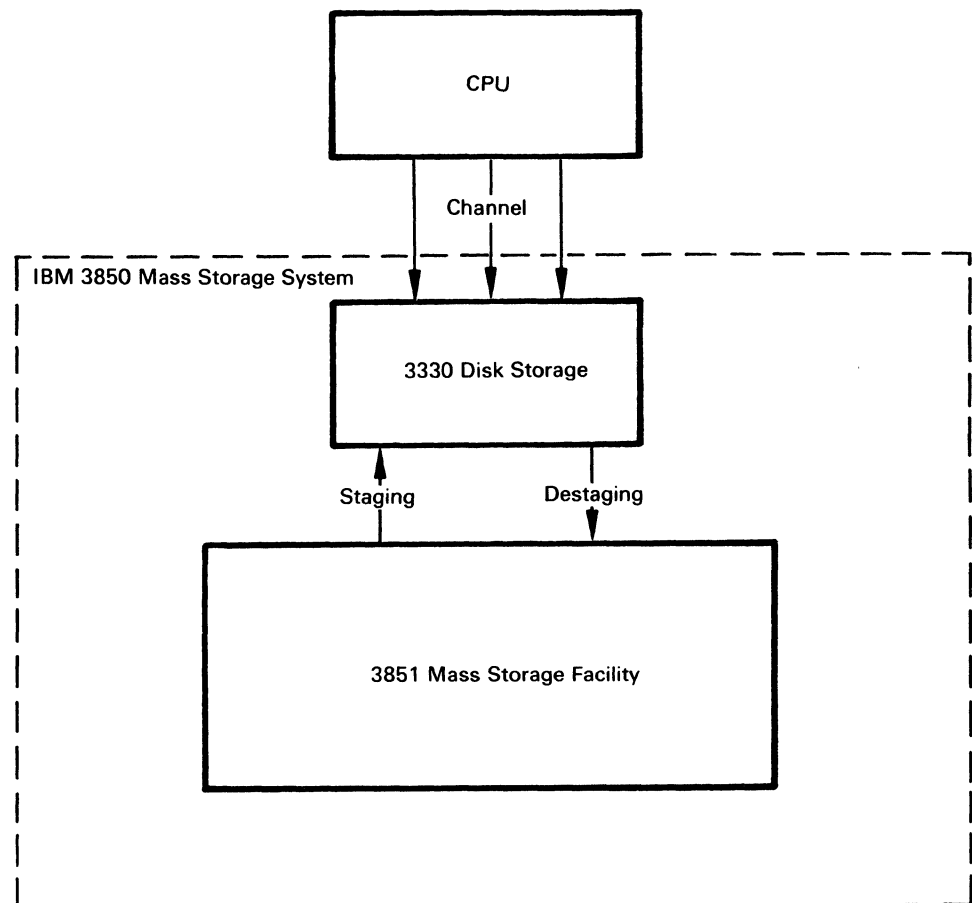 CPU
Channel
IBM 3850 Mass Storage System
3330 Disk Storage
Staging
Destaging
3851 Mass Storage Facility